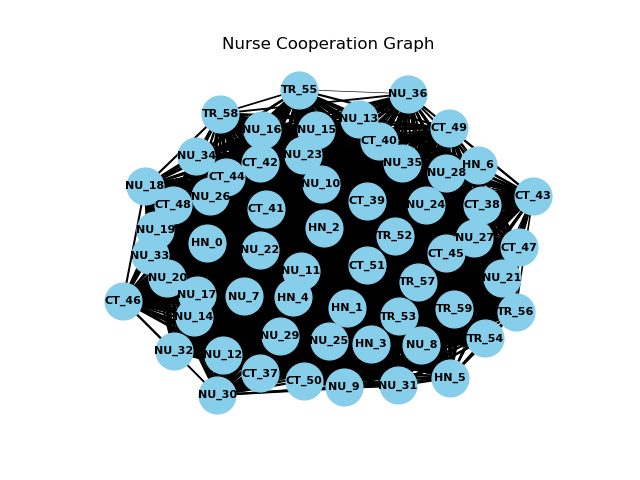 Nurse Cooperation Graph
TR_55
NU_36
TR_58
NU_13
NU_16
NU_15
CT_49
CT_40
NU_34
NU_23
CT_42
NU_35
HN_6
NU_28
CT_44
NU_18
NU_10
NU_26
CT_43
CT_39
CT_48
NU_24
CT_38
CT_41
HN_2
NU_19
TR_52
NU_27
HN_0
CT_47
NU_22
CT_45
NU_33
CT_51
NU_11
NU_20
NU_21
TR_57
NU_17
NU_7
HN_4
CT_46
HN_1
TR_59
TR_56
NU_14
TR_53
NU_29
TR_54
NU_25
HN_3
NU_8
NU_32
NU_12
CT_37
HN_5
CT_50
NU_31
NU_9
NU_30